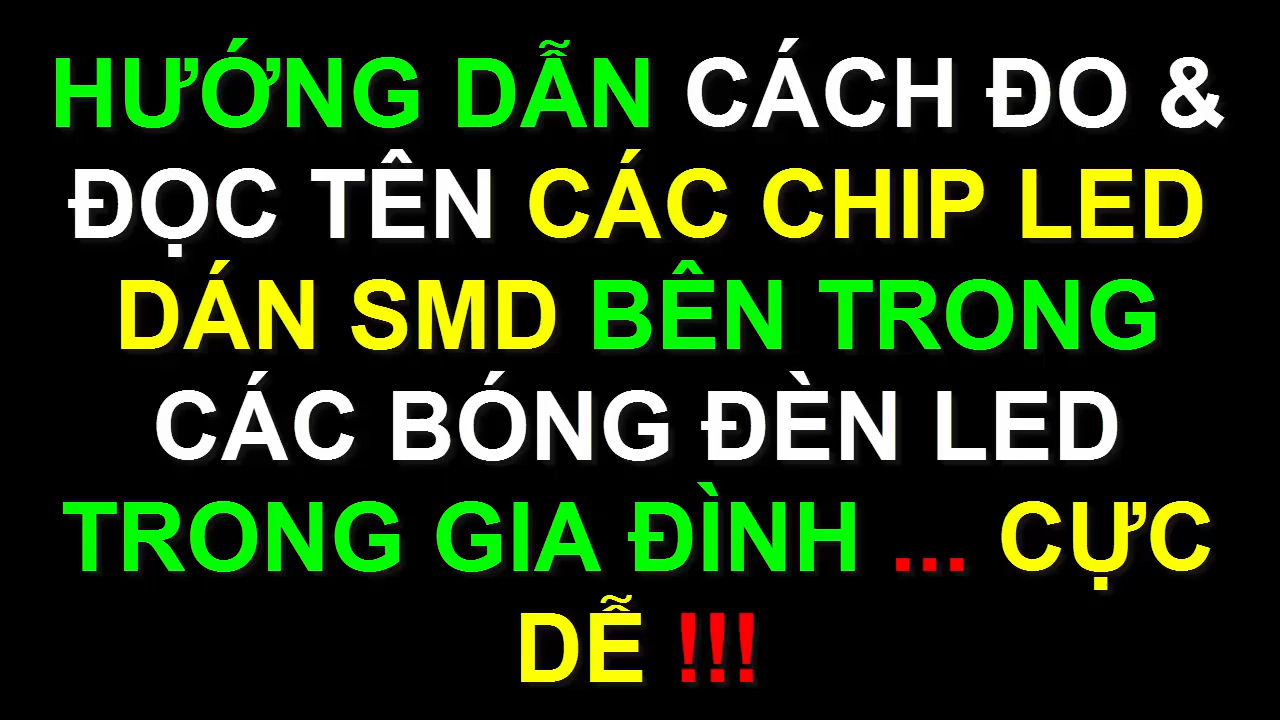 HƯỚNG DẪN CÁCH ĐO &
ĐỌC TÊN CÁC CHIP LED
DÁN SMD BÊN TRONG
CÁC BÓNG ĐÈN LED
TRONG GIA ĐÌNH ... CỰC
DỄ !!!